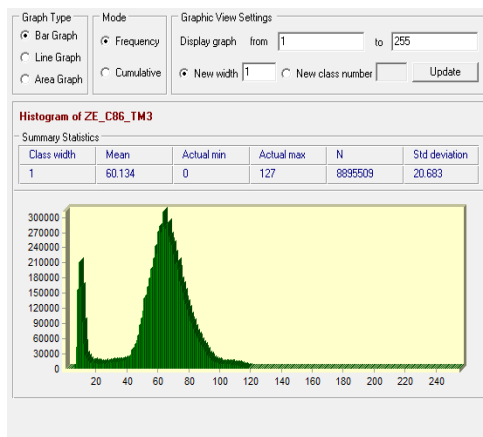 Graph Type
Bar Graph
Line Graph
Area Graph
Mode
Frequency
Cumulative
Graphic View Settings
Display graph from 1 to 255
New width 1 New class number Update
Histogram of ZE_C86_TM3
Summary Statistics
Class width Mean Actual min Actual max N Std deviation
1 60.134 0 127 8895509 20.683
300000
270000
240000
210000
180000
150000
120000
90000
60000
30000
0
20 40 60 80 100 120 140 160 180 200 220 240